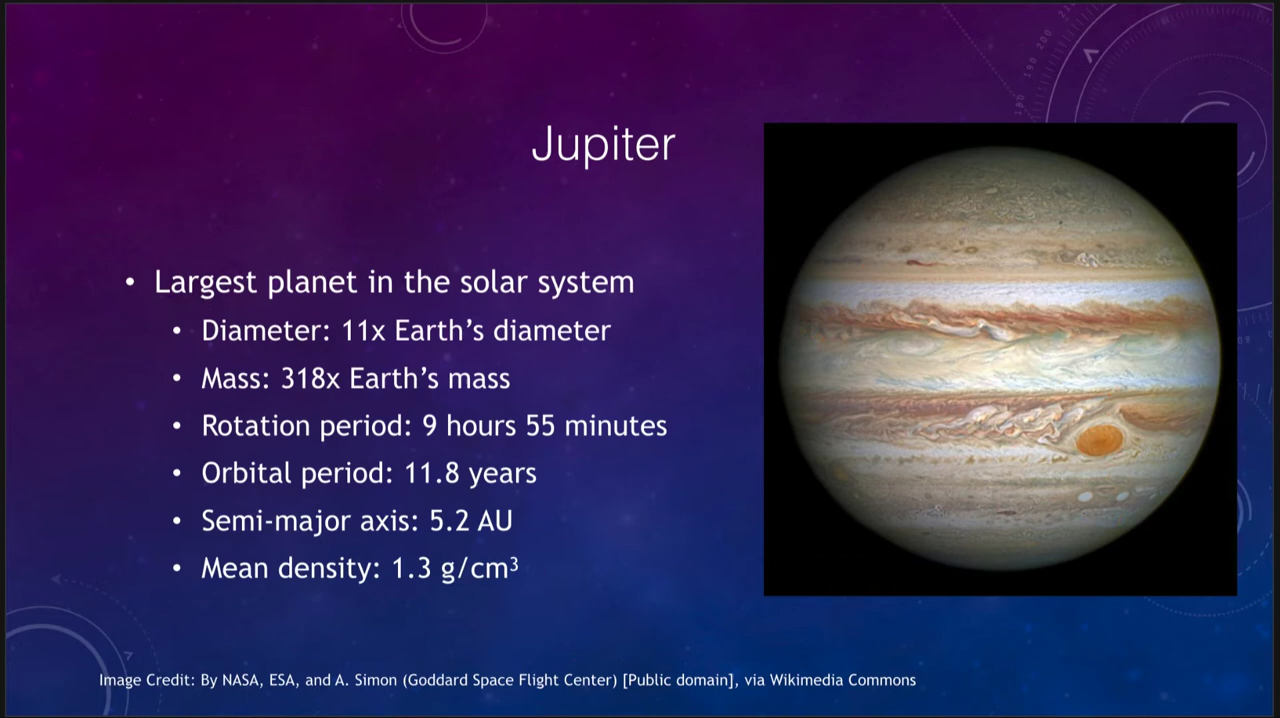 Jupiter
• Largest planet in the solar system
• Diameter: 11x Earth’s diameter
• Mass: 318x Earth’s mass
• Rotation period: 9 hours 55 minutes
• Orbital period: 11.8 years
• Semi-major axis: 5.2 AU
• Mean density: 1.3 g/cm³
Image Credit: By NASA, ESA, and A. Simon (Goddard Space Flight Center) [Public domain], via Wikimedia Commons